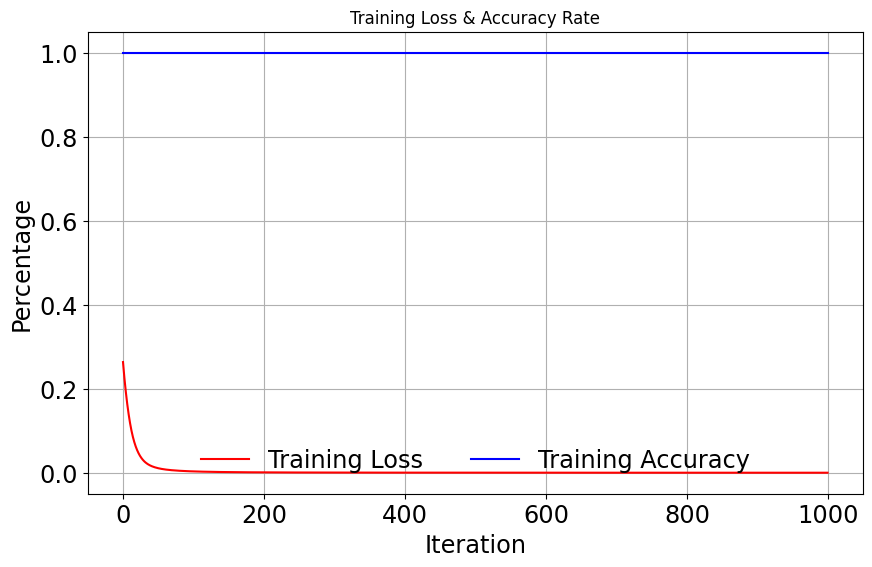 Training Loss & Accuracy Rate
1.0
0.8
0.6
0.4
0.2
0.0
Percentage
Training Loss Training Accuracy
0 200 400 600 800 1000
Iteration